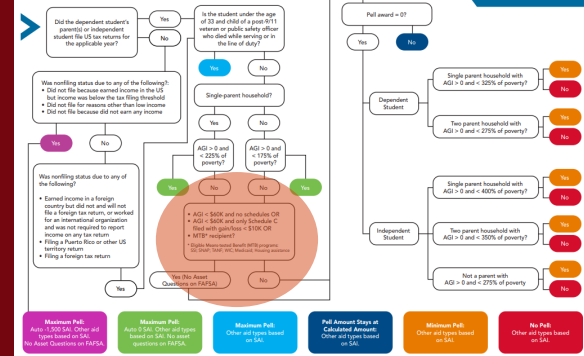 Did the dependent student's
parent(s) or independent
student file US tax returns for
the applicable year?
Yes
No
Is the student under the age
of 33 and child of a post-9/11
veteran or public safety officer
who died while serving or in
the line of duty?
Yes
No
Pell award = 0?
Yes
No
Was nonfiling status due to any of the following?:
• Did not file because earned income in the US
but income was below the tax filing threshold
• Did not file for reasons other than low income
• Did not file because did not earn any income
Yes
No
Single-parent household?
Yes
No
AGI > 0 and
< 225% of
poverty?
AGI > 0 and
< 175% of
poverty?
Yes
No
No
Yes
Was nonfiling status due to any of
the following?
• Earned income in a foreign
country but did not and will not
file a foreign tax return, or worked
for an international organization
and was not required to report
income on any tax return
• Filing a Puerto Rico or other US
territory return
• Filing a foreign tax return
Yes
• AGI < $60K and no schedules OR
• AGI < $60K and only Schedule C
filed with gain/loss < $10K OR
• MTB* recipient?
* Eligible Means-tested Benefit (MTB) programs:
SSI, SNAP, TANF, WIC, Medicaid, Housing assistance
Yes (No Asset
Questions on FAFSA)
No
Dependent
Student
Single parent household with
AGI > 0 and < 325% of poverty?
Yes
No
Two parent household with
AGI > 0 and < 275% of poverty?
Yes
No
Independent
Student
Single parent household with
AGI > 0 and < 400% of poverty?
Yes
No
Two parent household with
AGI > 0 and < 350% of poverty?
Yes
No
Not a parent with
AGI > 0 and < 275% of poverty?
Yes
No
Maximum Pell:
Auto -1,500 SAI. Other aid
types based on SAI.
No Asset Questions on FAFSA.
Maximum Pell:
Auto 0 SAI. Other aid types
based on SAI. No asset
questions on FAFSA.
Maximum Pell:
Other aid types based
on SAI.
Pell Amount Stays at
Calculated Amount:
Other aid types based
on SAI.
Minimum Pell:
Other aid types based
on SAI.
No Pell:
Other aid types based
on SAI.